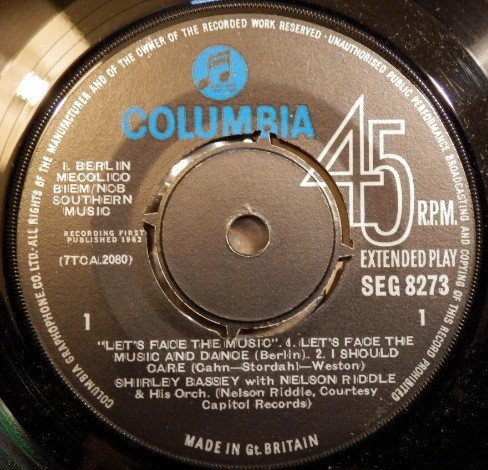 COLUMBIA GRAPHOPHONE CO. LTD. ALL RIGHTS OF THE MANUFACTURER AND OF THE OWNER OF THE RECORDED WORK RESERVED · UNAUTHORISED PUBLIC PERFORMANCE BROADCASTING AND COPYING OF THIS RECORD PROHIBITED
COLUMBIA
45
R.P.M.
EXTENDED PLAY
SEG 8273
I. BERLIN
MECOLICO
BIEM/NCB
SOUTHERN
MUSIC
RECORDING FIRST
PUBLISHED 1962
(7TCA.2080)
1
1
"LET'S FACE THE MUSIC". 1. LET'S FACE THE
MUSIC AND DANCE (Berlin). 2. I SHOULD
CARE (Cahn—Stordahl—Weston)
SHIRLEY BASSEY with NELSON RIDDLE
& His Orch. (Nelson Riddle, Courtesy
Capitol Records)
MADE IN Gt. BRITAIN